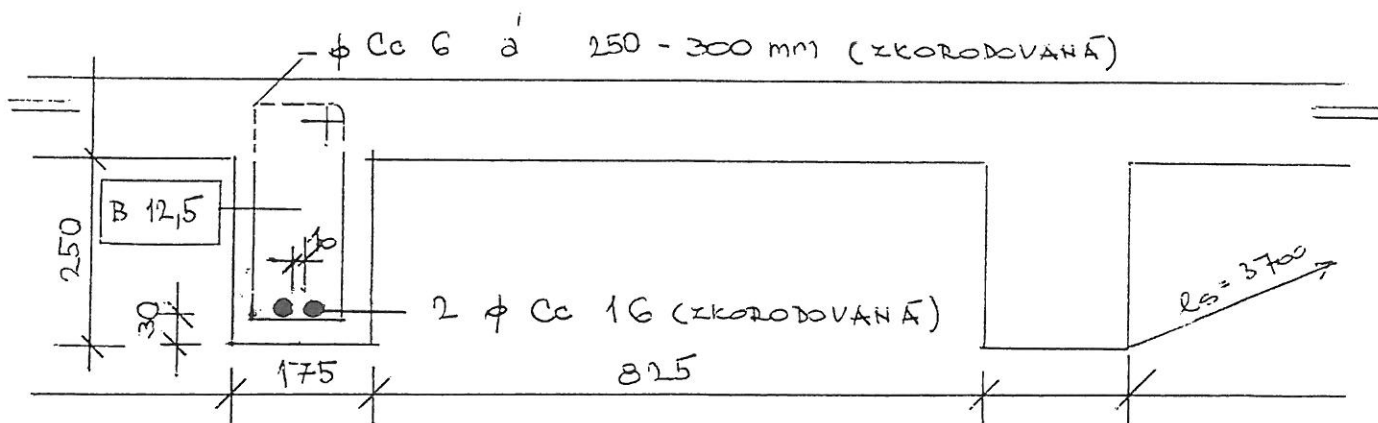 φ Cc 6 á 250 - 300 mm (ZKORODOVANÁ)
B 12,5
250
30
2 φ Cc 16 (ZKORODOVANÁ)
ls = 3700
175
825